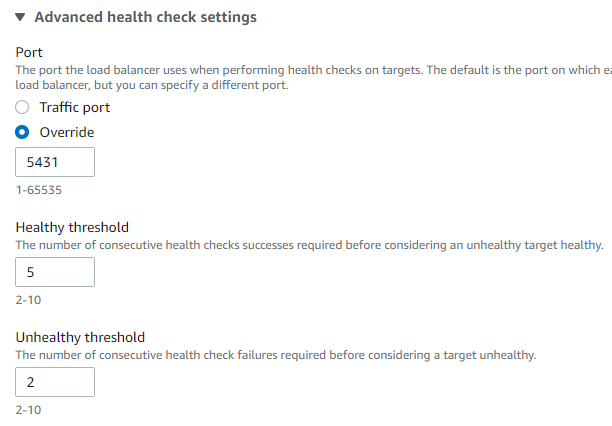 Advanced health check settings
Port
The port the load balancer uses when performing health checks on targets. The default is the port on which
load balancer, but you can specify a different port.
Traffic port
Override
5431
1-65535
Healthy threshold
The number of consecutive health checks successes required before considering an unhealthy target healthy.
5
2-10
Unhealthy threshold
The number of consecutive health check failures required before considering a target unhealthy.
2
2-10